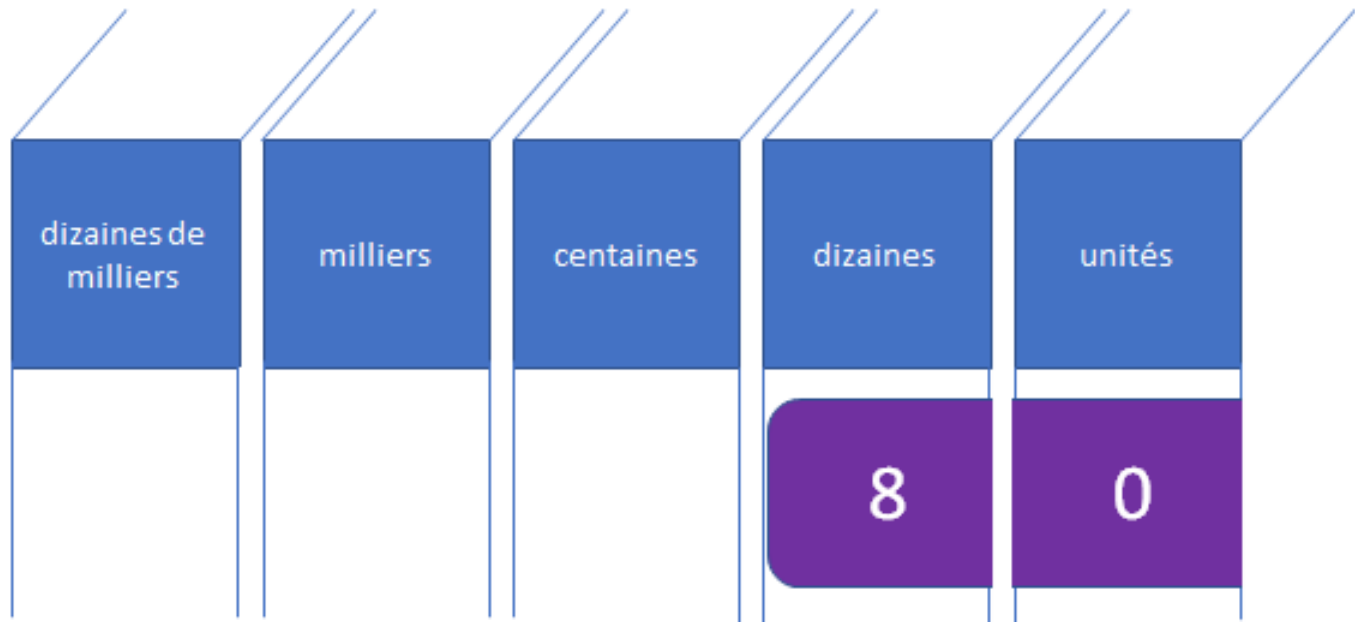 dizaines de
milliers
milliers
centaines
dizaines
unités
8
0